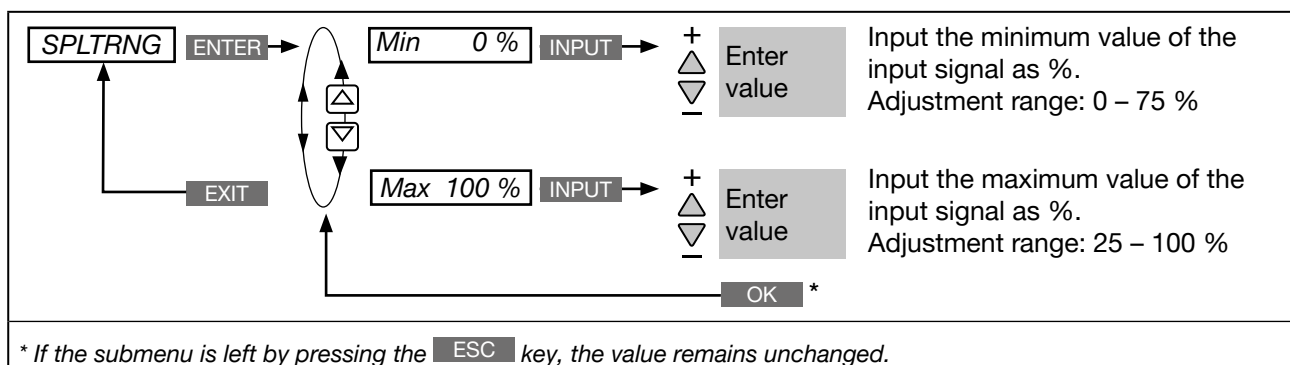 SPLTRNG ENTER Min 0 % INPUT + Enter value – Input the minimum value of the
input signal as %.
Adjustment range: 0 – 75 %
EXIT Max 100 % INPUT + Enter value – Input the maximum value of the
input signal as %.
Adjustment range: 25 – 100 %
OK *
* If the submenu is left by pressing the ESC key, the value remains unchanged.